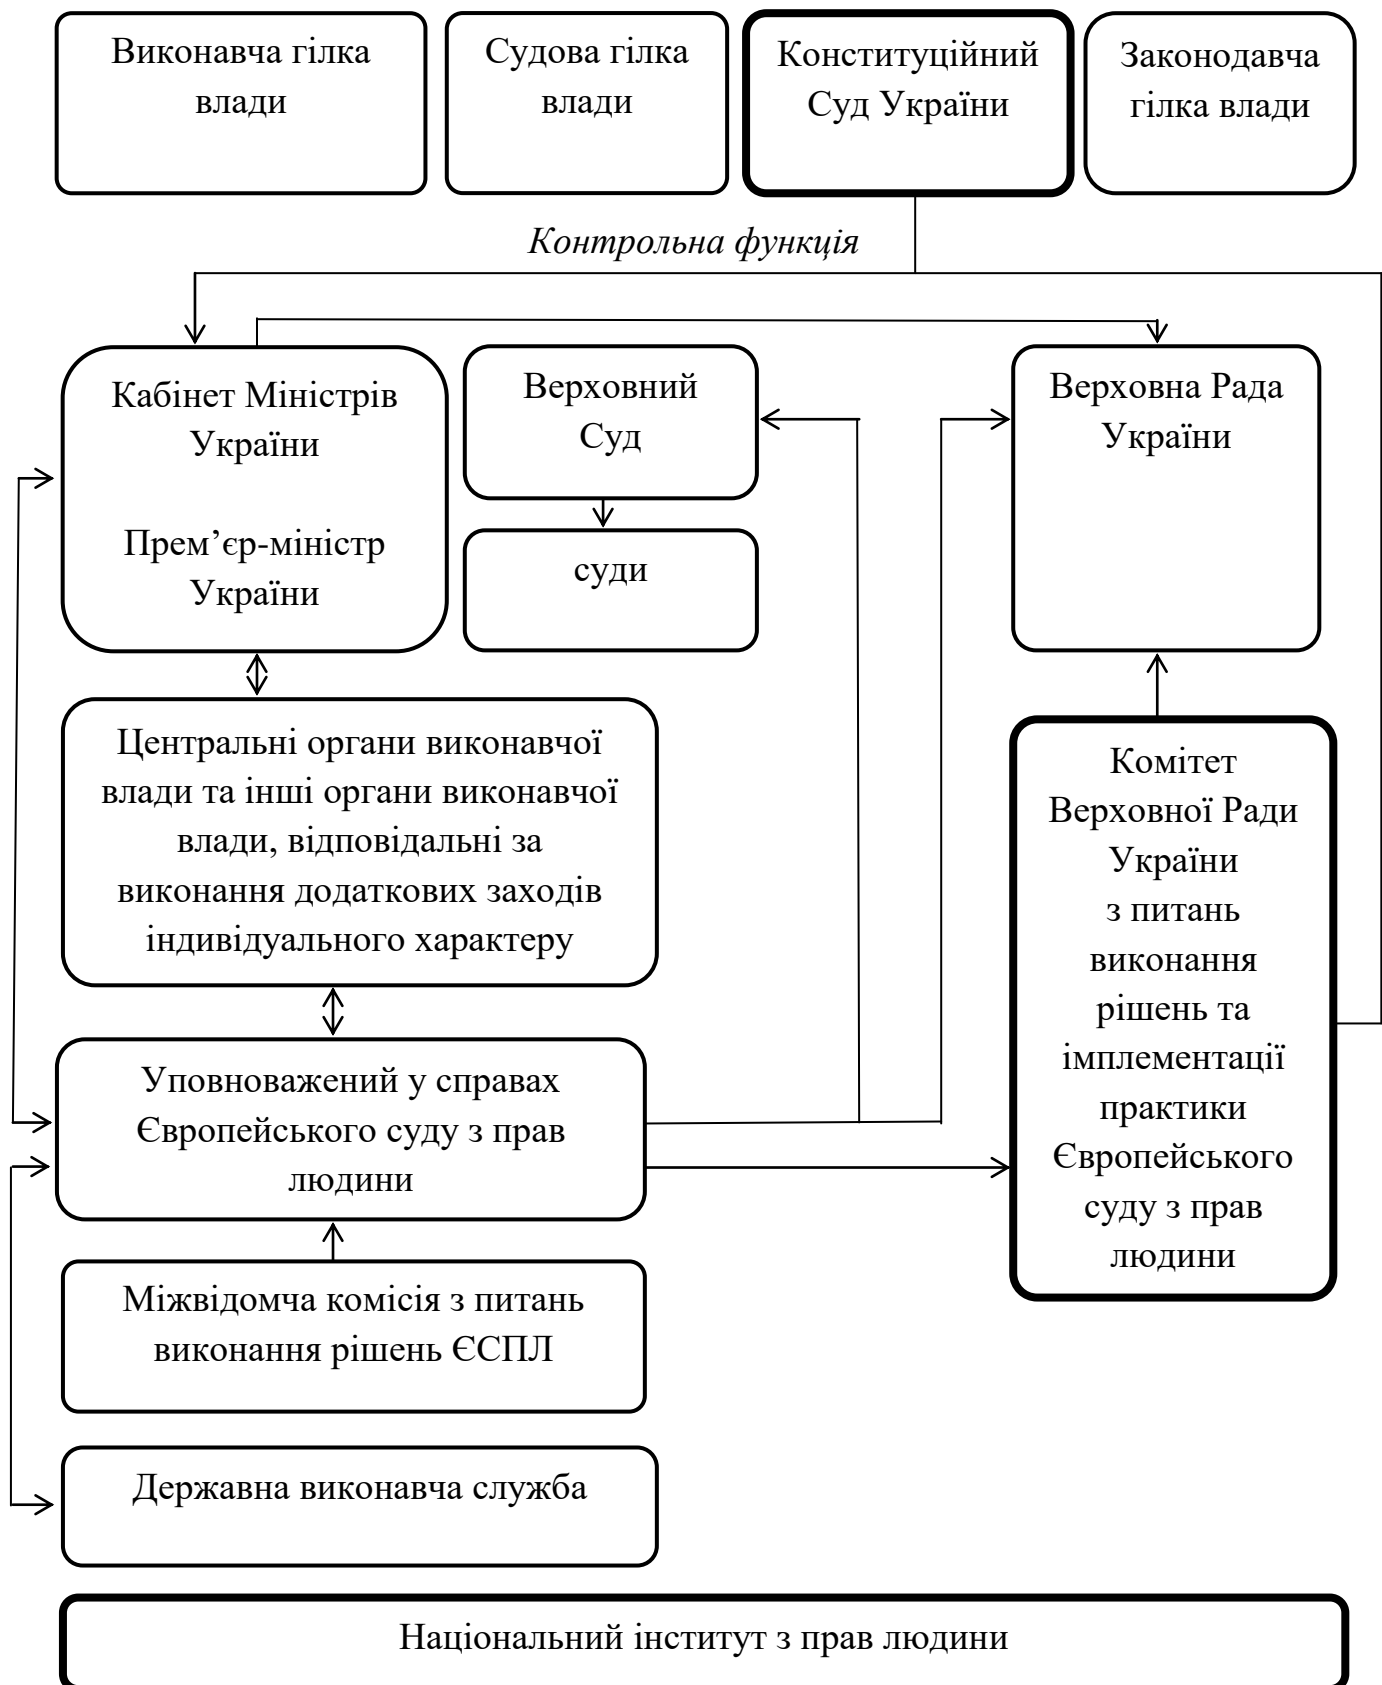 Виконавча гілка
влади
Судова гілка
влади
Конституційний
Суд України
Законодавча
гілка влади
Контрольна функція
Кабінет Міністрів
України
Прем’єр-міністр
України
Верховний
Суд
суди
Верховна Рада
України
Центральні органи виконавчої
влади та інші органи виконавчої
влади, відповідальні за
виконання додаткових заходів
індивідуального характеру
Комітет
Верховної Ради
України
з питань
виконання
рішень та
імплементації
практики
Європейського
суду з прав
людини
Уповноважений у справах
Європейського суду з прав
людини
Міжвідомча комісія з питань
виконання рішень ЄСПЛ
Державна виконавча служба
Національний інститут з прав людини